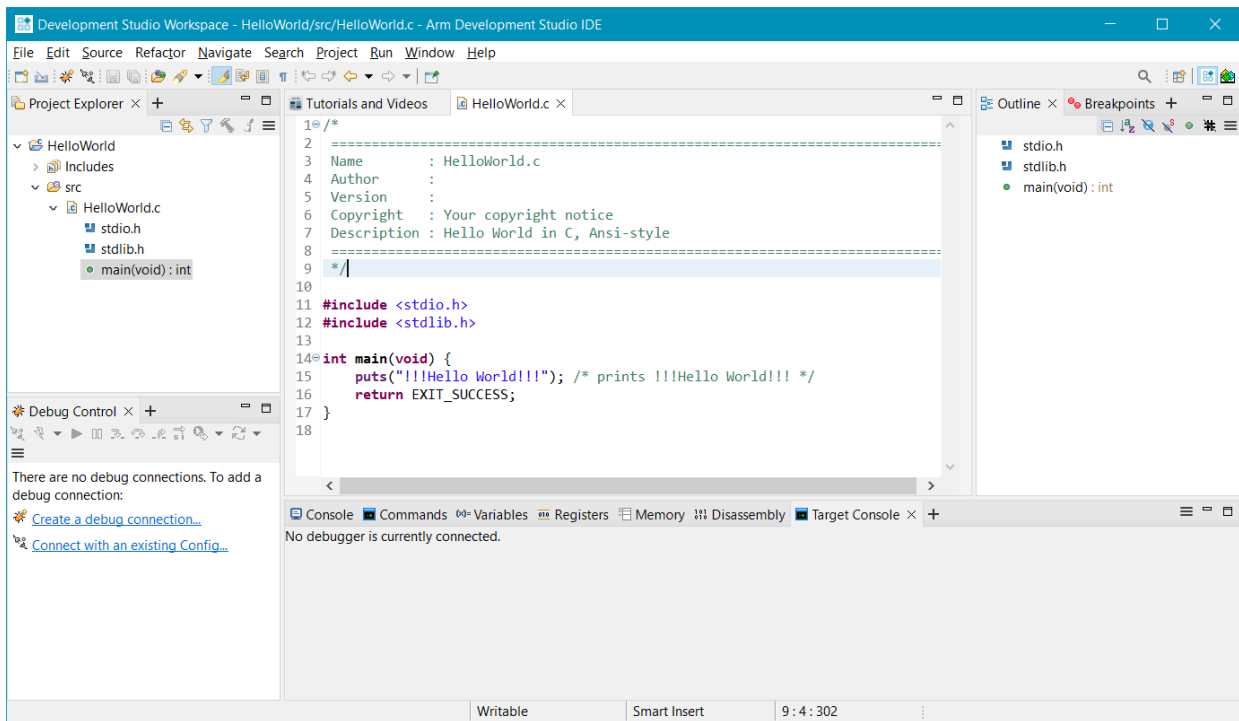 Development Studio Workspace - HelloWorld/src/HelloWorld.c - Arm Development Studio IDE
File Edit Source Refactor Navigate Search Project Run Window Help
Project Explorer
HelloWorld
Includes
src
HelloWorld.c
stdio.h
stdlib.h
main(void) : int
Debug Control
There are no debug connections. To add a
debug connection:
Create a debug connection...
Connect with an existing Config...
Tutorials and Videos HelloWorld.c
1 /*
2 ============================================================================
3 Name : HelloWorld.c
4 Author :
5 Version :
6 Copyright : Your copyright notice
7 Description : Hello World in C, Ansi-style
8 ============================================================================
9 */
10
11 #include <stdio.h>
12 #include <stdlib.h>
13
14 int main(void) {
15 puts("!!!Hello World!!!"); /* prints !!!Hello World!!! */
16 return EXIT_SUCCESS;
17 }
18
Outline Breakpoints
stdio.h
stdlib.h
main(void) : int
Console Commands Variables Registers Memory Disassembly Target Console
No debugger is currently connected.
Writable Smart Insert 9 : 4 : 302